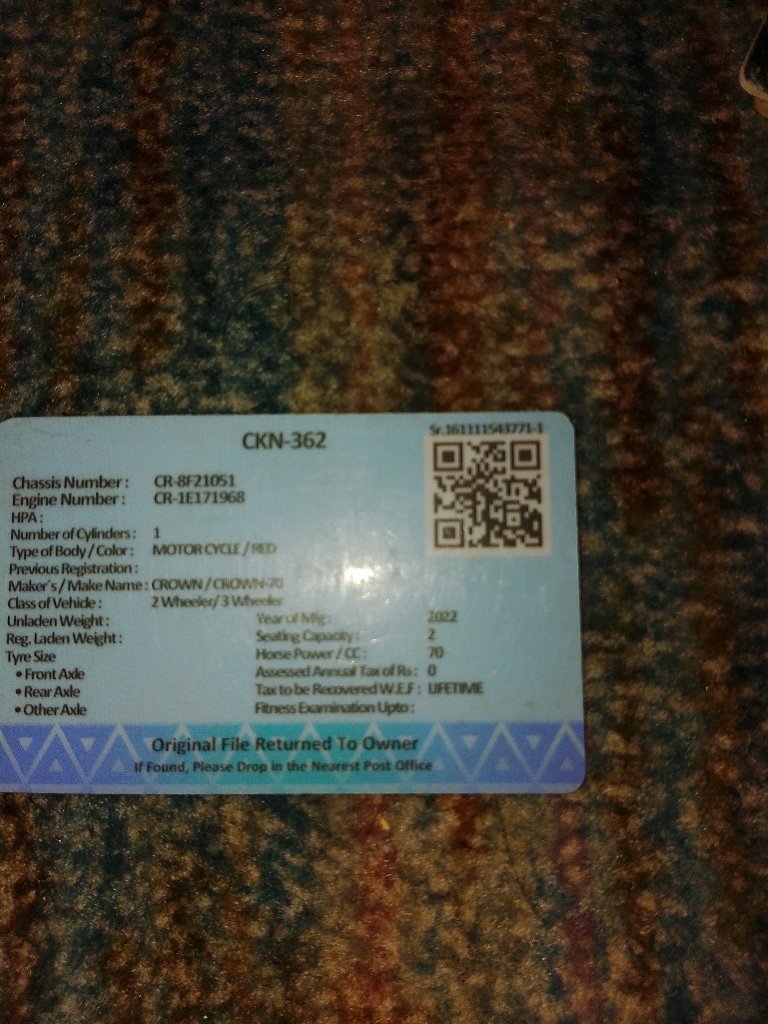 CKN-362
Sr.161111543771-1
Chassis Number : CR-8F21051
Engine Number : CR-1E171968
HPA :
Number of Cylinders : 1
Type of Body / Color : MOTOR CYCLE / RED
Previous Registration :
Maker's / Make Name : CROWN / CROWN-70
Class of Vehicle : 2 Wheeler/ 3 Wheeler
Unladen Weight : Year of Mfg : 2022
Reg. Laden Weight : Seating Capacity : 2
Tyre Size Horse Power / CC : 70
• Front Axle Assessed Annual Tax of Rs : 0
• Rear Axle Tax to be Recovered W.E.F : LIFETIME
• Other Axle Fitness Examination Upto :
Original File Returned To Owner
If Found, Please Drop in the Nearest Post Office